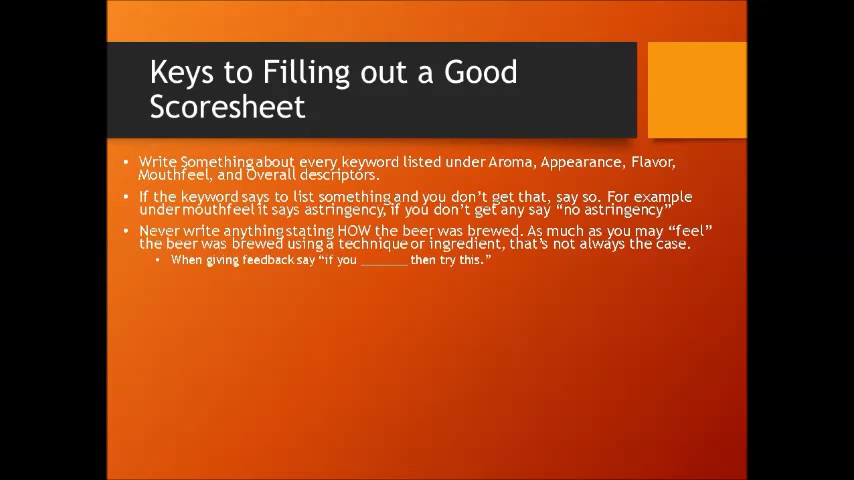 Keys to Filling out a Good
Scoresheet
• Write Something about every keyword listed under Aroma, Appearance, Flavor,
Mouthfeel, and Overall descriptors.
• If the keyword says to list something and you don't get that, say so. For example
under mouthfeel it says astringency, if you don't get any say "no astringency"
• Never write anything stating HOW the beer was brewed. As much as you may "feel"
the beer was brewed using a technique or ingredient, that's not always the case.
• When giving feedback say "if you _______ then try this."